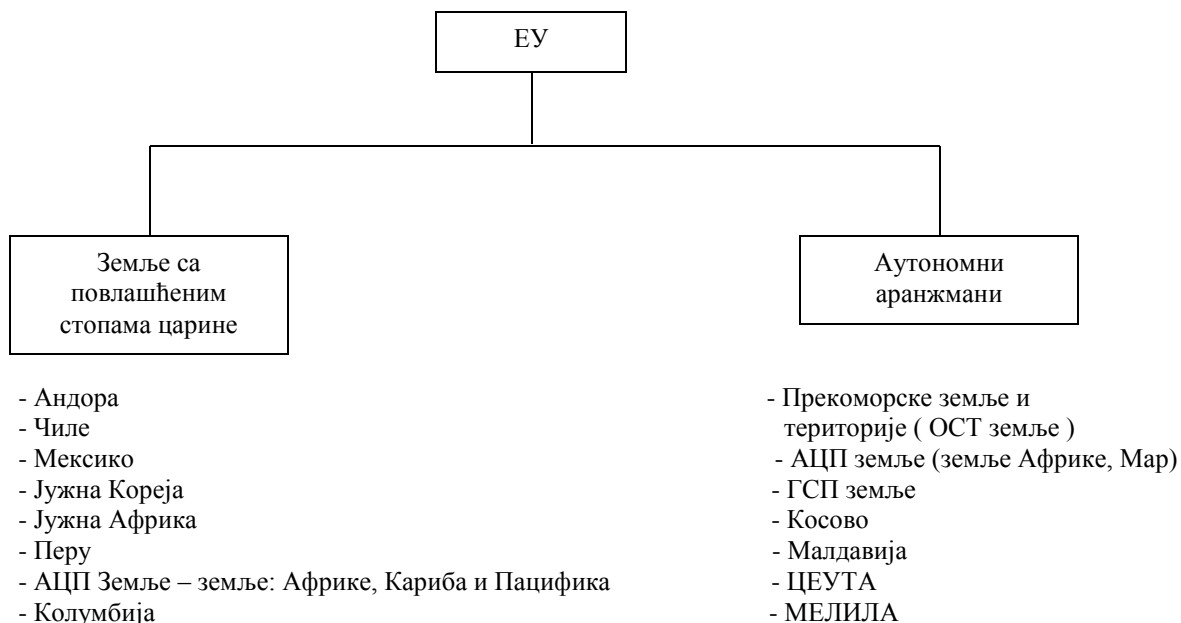 ЕУ
Земље са
повлашћеним
стопама царине
Аутономни
аранжмани
- Андора
- Чиле
- Мексико
- Јужна Кореја
- Јужна Африка
- Перу
- АЦП Земље – земље: Африке, Кариба и Пацифика
- Колумбија
- Прекоморске земље и
територије ( ОСТ земље )
- АЦП земље (земље Африке, Мар)
- ГСП земље
- Косово
- Малдавија
- ЦЕУТА
- МЕЛИЛА